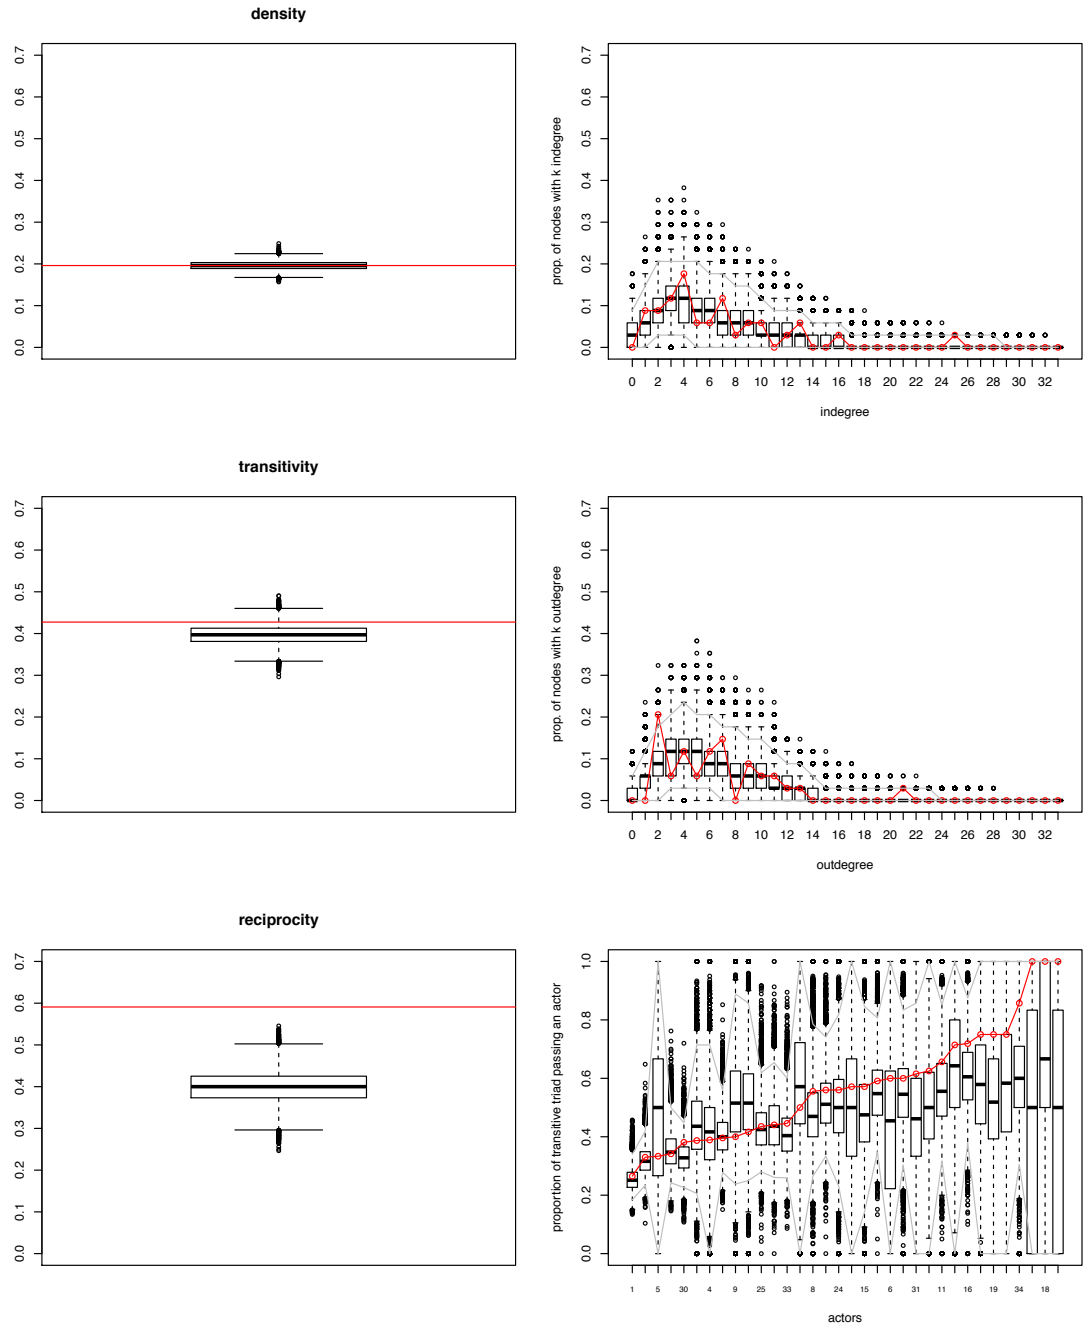 density
0.0 0.1 0.2 0.3 0.4 0.5 0.6 0.7
prop. of nodes with k indegree
0.0 0.1 0.2 0.3 0.4 0.5 0.6 0.7
0 2 4 6 8 10 12 14 16 18 20 22 24 26 28 30 32
indegree
transitivity
0.0 0.1 0.2 0.3 0.4 0.5 0.6 0.7
prop. of nodes with k outdegree
0.0 0.1 0.2 0.3 0.4 0.5 0.6 0.7
0 2 4 6 8 10 12 14 16 18 20 22 24 26 28 30 32
outdegree
reciprocity
0.0 0.1 0.2 0.3 0.4 0.5 0.6 0.7
proportion of transitive triad passing an actor
0.0 0.2 0.4 0.6 0.8 1.0
1 5 30 4 9 25 33 8 24 15 6 31 11 16 19 34 18
actors